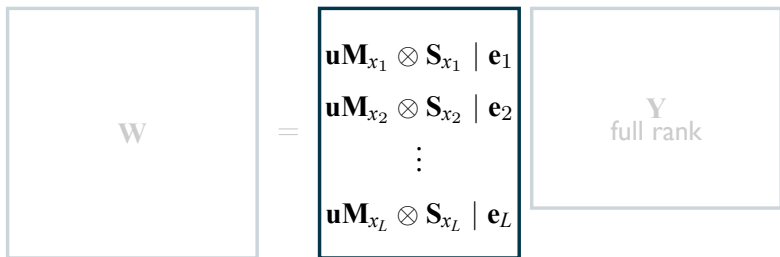 uM_{x_1} ⊗ S_{x_1} | e_1
uM_{x_2} ⊗ S_{x_2} | e_2
⋮
uM_{x_L} ⊗ S_{x_L} | e_L
W
=
Y
full rank